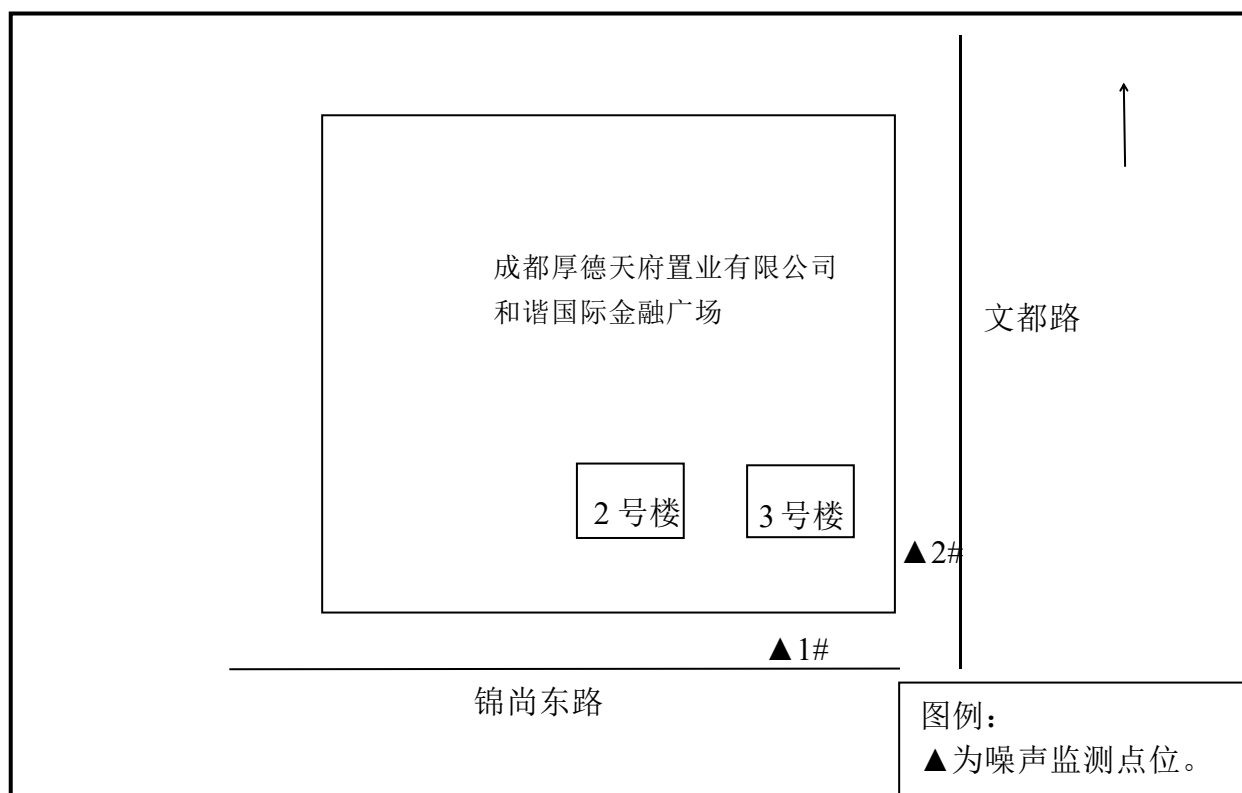 成都厚德天府置业有限公司
和谐国际金融广场
文都路
2号楼
3号楼
▲2#
▲1#
锦尚东路
图例：
▲为噪声监测点位。